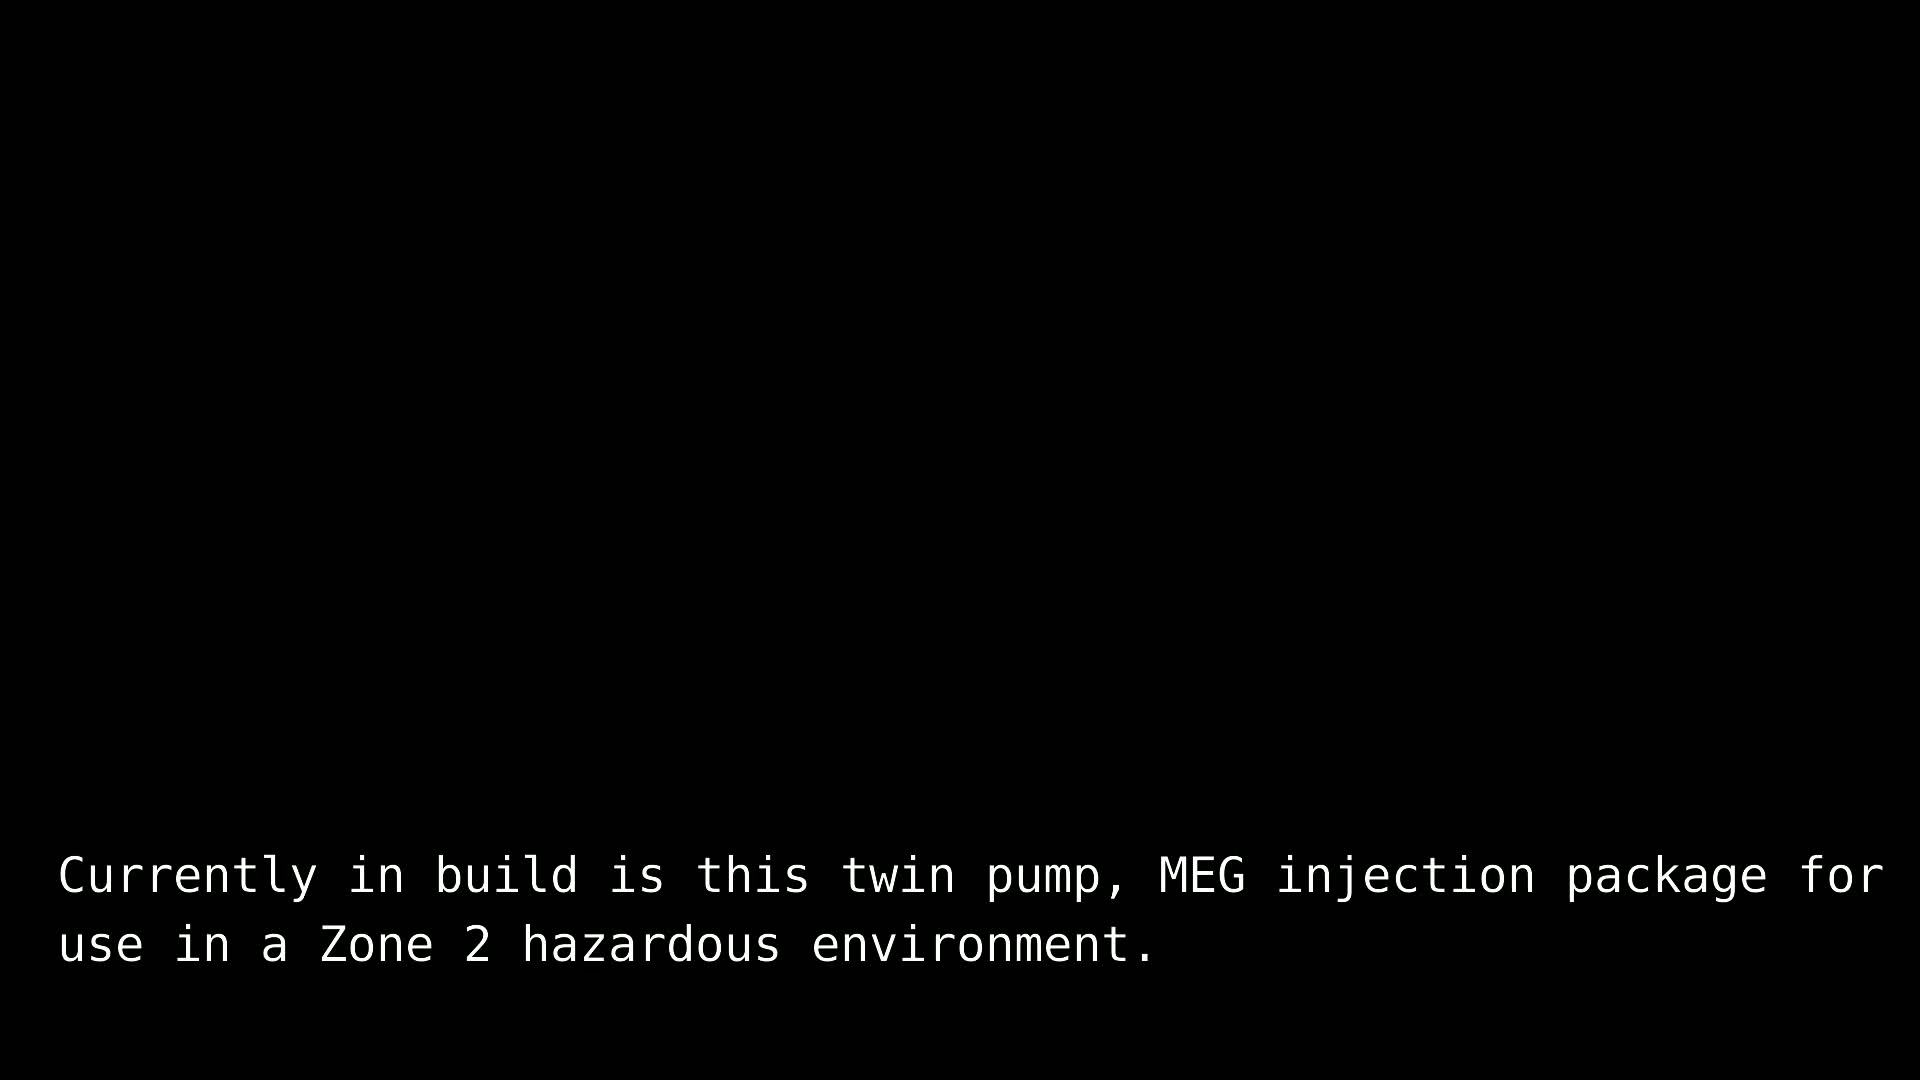 Currently in build is this twin pump, MEG injection package for
use in a Zone 2 hazardous environment.